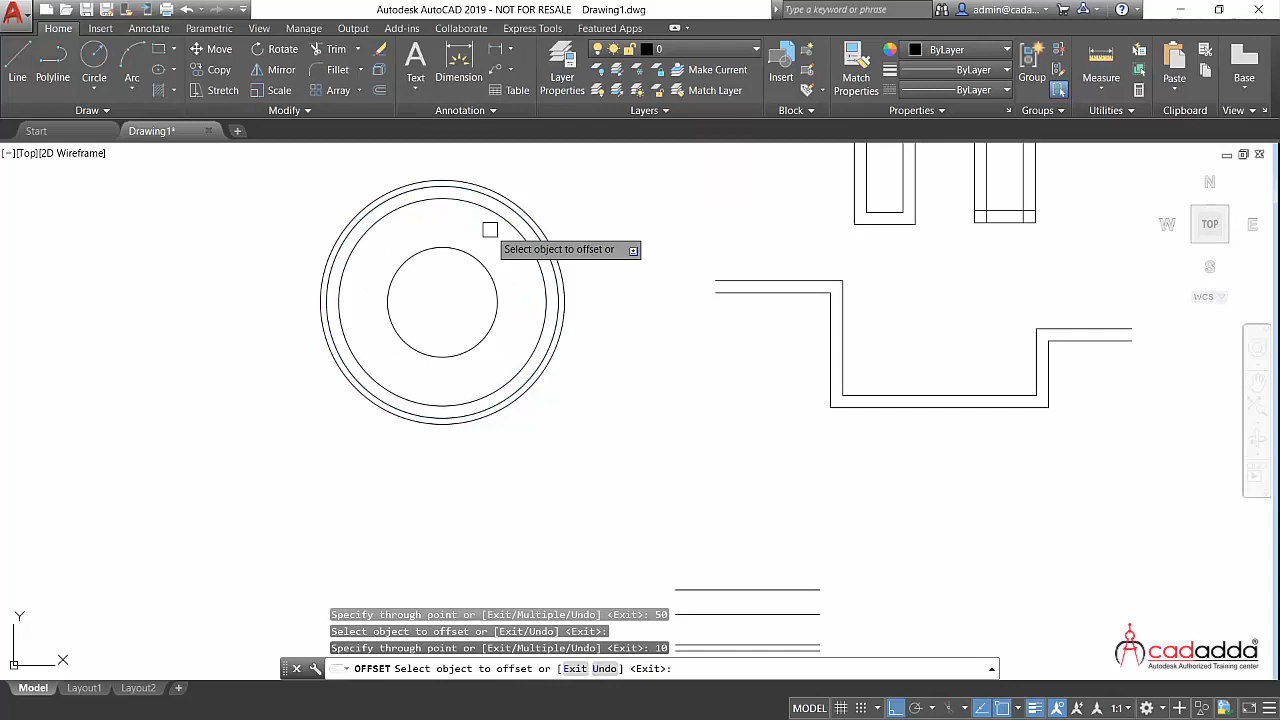 Autodesk AutoCAD 2019 - NOT FOR RESALE Drawing1.dwg
Type a keyword or phrase
admin@cada...
Home Insert Annotate Parametric View Manage Output Add-ins Collaborate Express Tools Featured Apps
Line Polyline Circle Arc
Move Rotate Trim
Copy Mirror Fillet
Stretch Scale Array
Text Dimension Table
Layer Properties
0
Make Current
Match Layer
Insert
Match Properties
ByLayer
ByLayer
ByLayer
Group
Measure
Paste
Base
Draw Modify Annotation Layers Block Properties Groups Utilities Clipboard View
Start Drawing1*
[−][Top][2D Wireframe]
N
W TOP E
S
WCS
Select object to offset or
Y
X
Specify through point or [Exit/Multiple/Undo] <Exit>: 50
Select object to offset or [Exit/Undo] <Exit>:
Specify through point or [Exit/Multiple/Undo] <Exit>: 10
OFFSET Select object to offset or [Exit Undo] <Exit>:
cadadda®
Autodesk Authorized Training center
Model Layout1 Layout2
MODEL 1:1